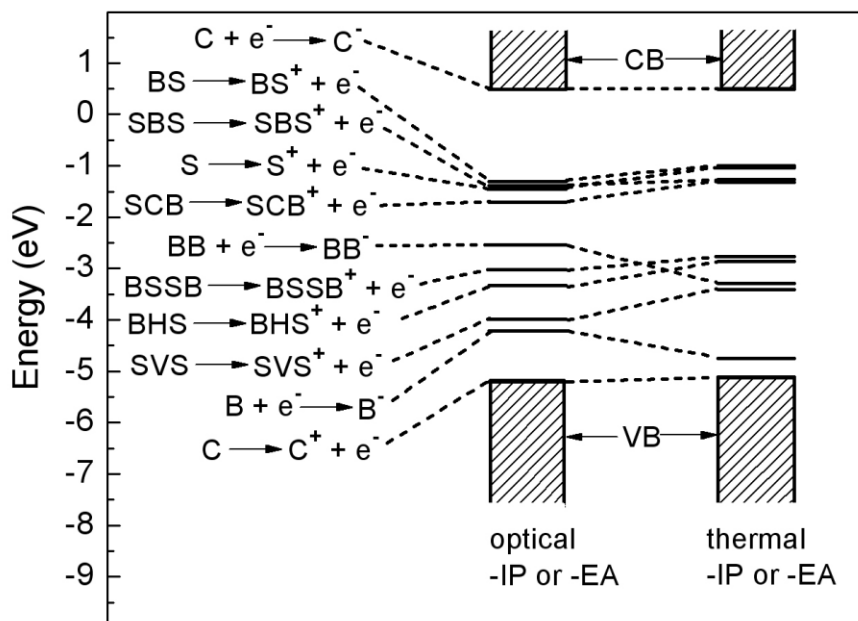 Energy (eV)
1
0
-1
-2
-3
-4
-5
-6
-7
-8
-9
C + e⁻ → C⁻
BS → BS⁺ + e⁻
SBS → SBS⁺ + e⁻
S → S⁺ + e⁻
SCB → SCB⁺ + e⁻
BB + e⁻ → BB⁻
BSSB → BSSB⁺ + e⁻
BHS → BHS⁺ + e⁻
SVS → SVS⁺ + e⁻
B + e⁻ → B⁻
C → C⁺ + e⁻
CB
VB
optical
-IP or -EA
thermal
-IP or -EA